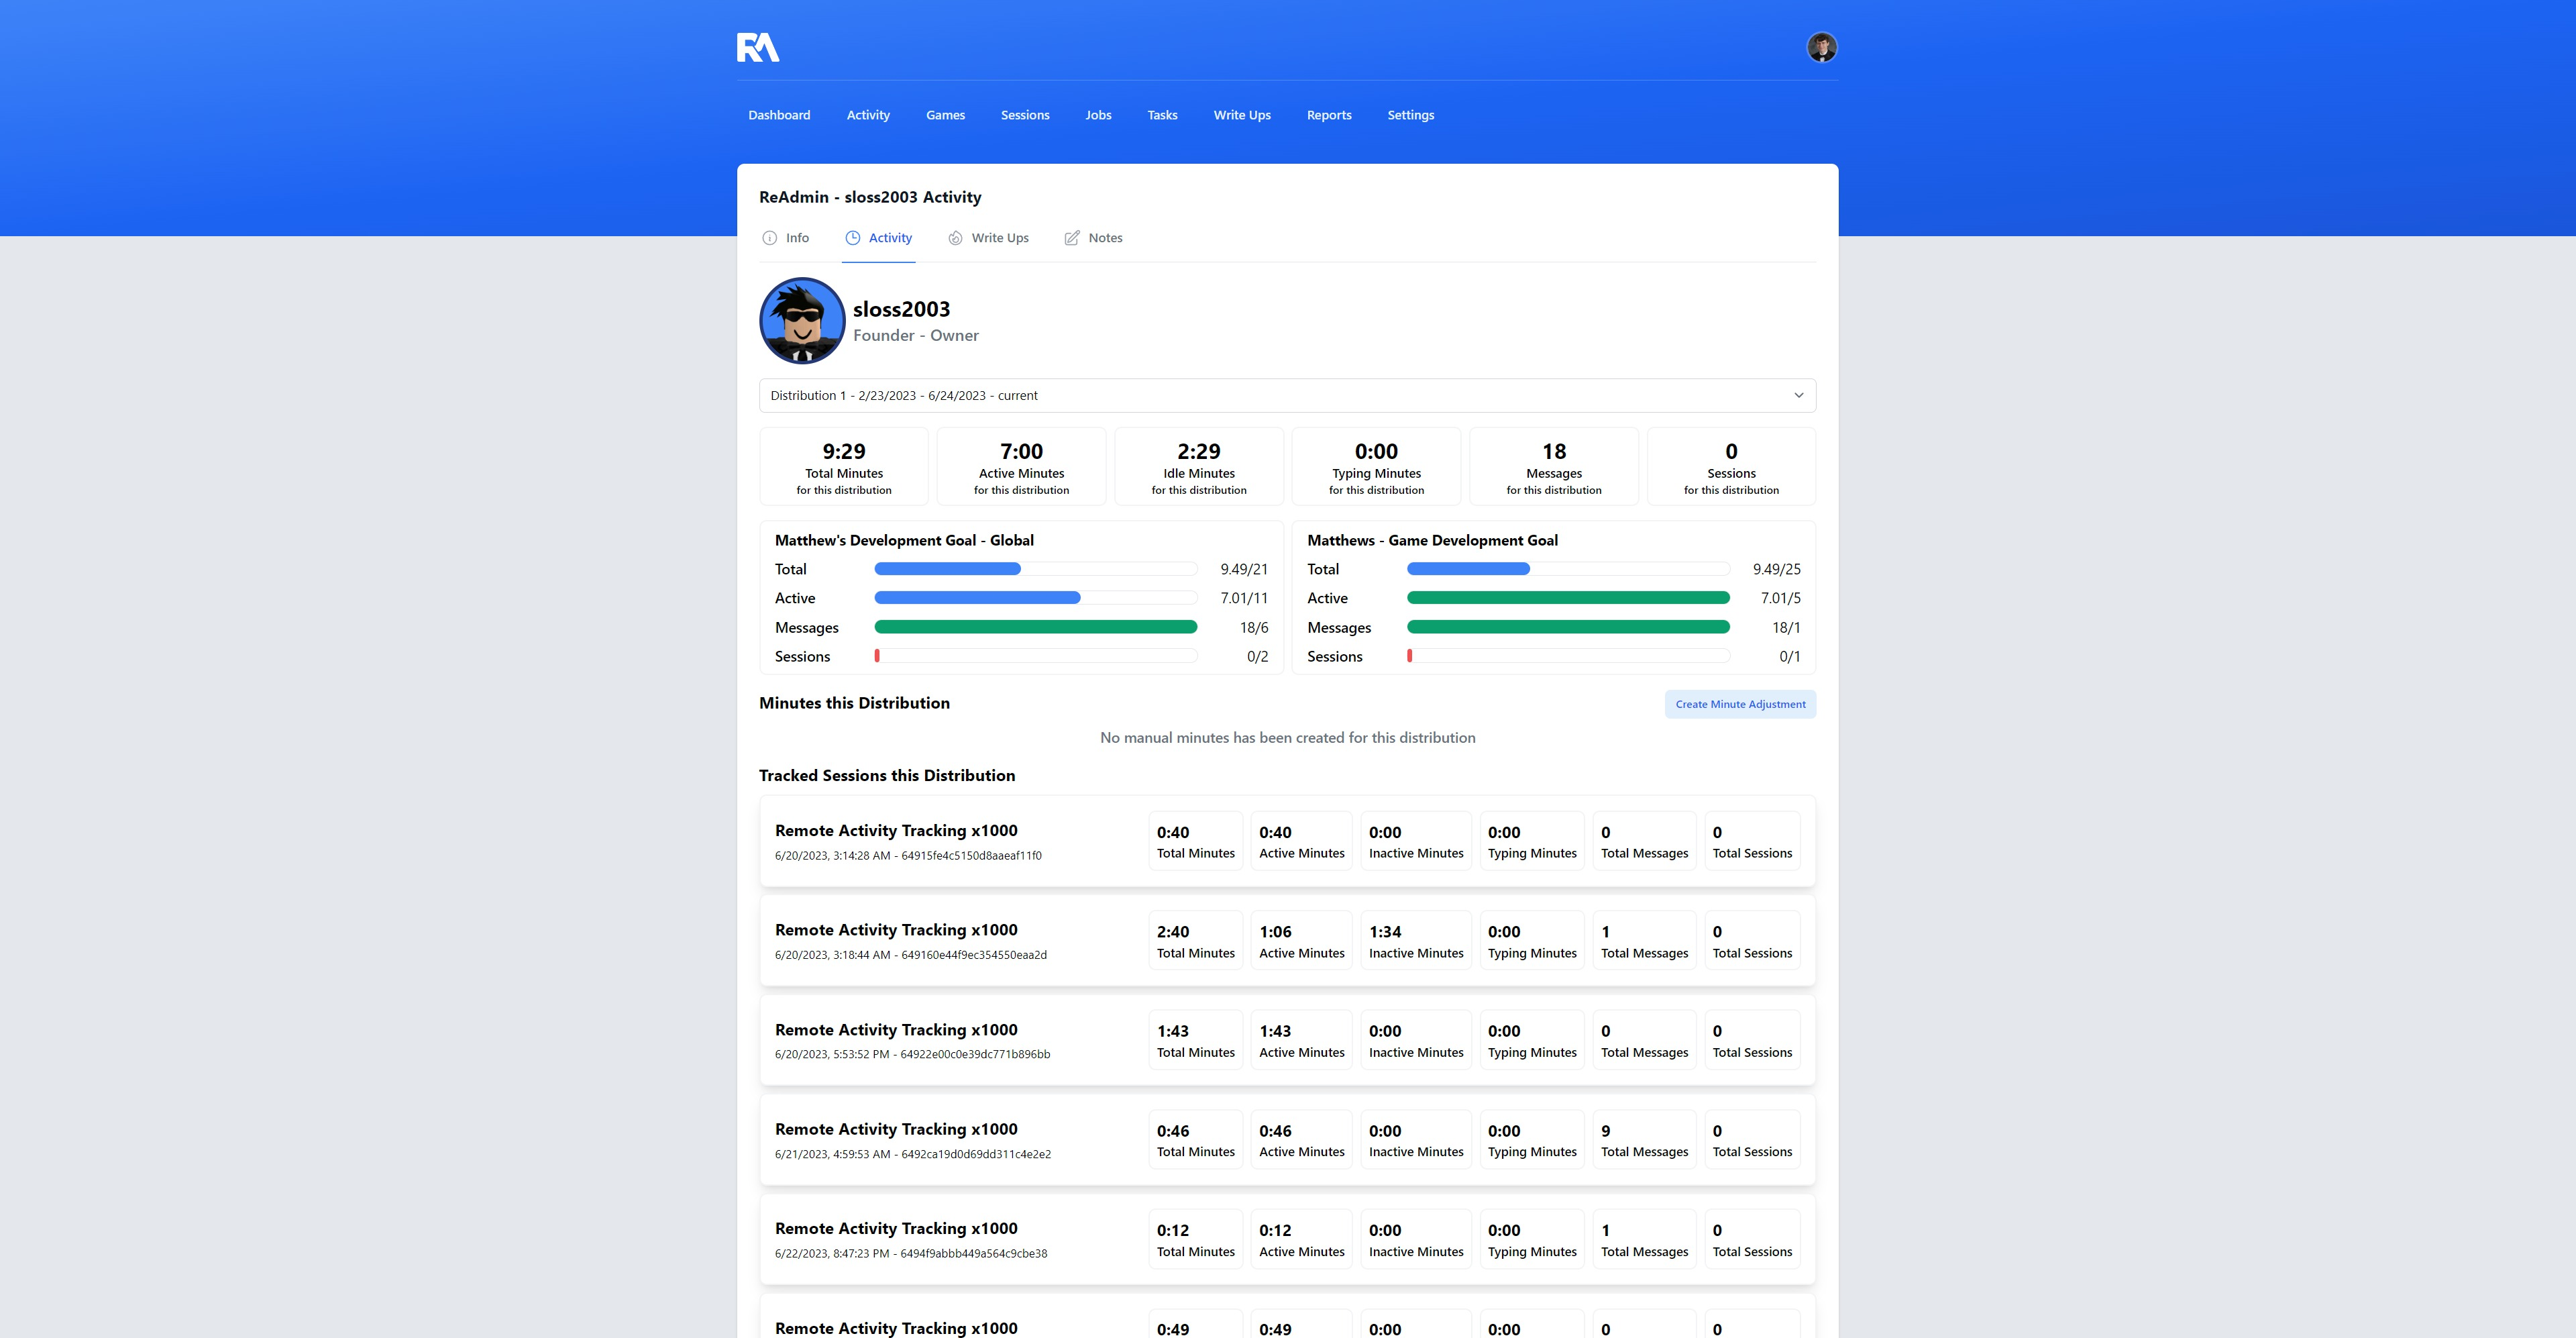 RA
Dashboard Activity Games Sessions Jobs Tasks Write Ups Reports Settings
ReAdmin - sloss2003 Activity
Info Activity Write Ups Notes
sloss2003
Founder - Owner
Distribution 1 - 2/23/2023 - 6/24/2023 - current
9:29 7:00 2:29 0:00 18 0
Total Minutes Active Minutes Idle Minutes Typing Minutes Messages Sessions
for this distribution for this distribution for this distribution for this distribution for this distribution for this distribution
Matthew's Development Goal - Global
Total 9.49/21
Active 7.01/11
Messages 18/6
Sessions 0/2
Matthews - Game Development Goal
Total 9.49/25
Active 7.01/5
Messages 18/1
Sessions 0/1
Minutes this Distribution
Create Minute Adjustment
No manual minutes has been created for this distribution
Tracked Sessions this Distribution
Remote Activity Tracking x1000
6/20/2023, 3:14:28 AM - 64915fe4c5150d8aaeaf11f0
0:40 0:40 0:00 0:00 0 0
Total Minutes Active Minutes Inactive Minutes Typing Minutes Total Messages Total Sessions
Remote Activity Tracking x1000
6/20/2023, 3:18:44 AM - 649160e44f9ec354550eaa2d
2:40 1:06 1:34 0:00 1 0
Total Minutes Active Minutes Inactive Minutes Typing Minutes Total Messages Total Sessions
Remote Activity Tracking x1000
6/20/2023, 5:53:52 PM - 64922e00c0e39dc771b896bb
1:43 1:43 0:00 0:00 0 0
Total Minutes Active Minutes Inactive Minutes Typing Minutes Total Messages Total Sessions
Remote Activity Tracking x1000
6/21/2023, 4:59:53 AM - 6492ca19d0d69dd311c4e2e2
0:46 0:46 0:00 0:00 9 0
Total Minutes Active Minutes Inactive Minutes Typing Minutes Total Messages Total Sessions
Remote Activity Tracking x1000
6/22/2023, 8:47:23 PM - 6494f9abbb449a564c9cbe38
0:12 0:12 0:00 0:00 1 0
Total Minutes Active Minutes Inactive Minutes Typing Minutes Total Messages Total Sessions
Remote Activity Tracking x1000
0:49 0:49 0:00 0:00 0 0